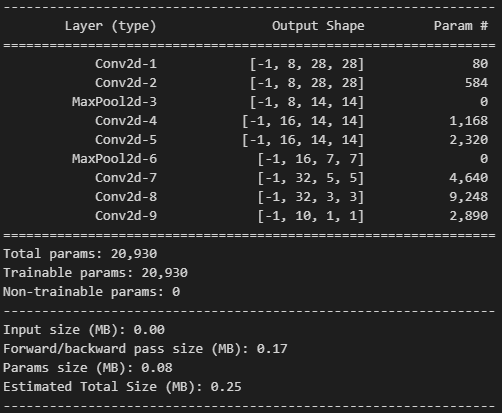 ----------------------------------------------------------------
Layer (type) Output Shape Param #
================================================================
Conv2d-1 [-1, 8, 28, 28] 80
Conv2d-2 [-1, 8, 28, 28] 584
MaxPool2d-3 [-1, 8, 14, 14] 0
Conv2d-4 [-1, 16, 14, 14] 1,168
Conv2d-5 [-1, 16, 14, 14] 2,320
MaxPool2d-6 [-1, 16, 7, 7] 0
Conv2d-7 [-1, 32, 5, 5] 4,640
Conv2d-8 [-1, 32, 3, 3] 9,248
Conv2d-9 [-1, 10, 1, 1] 2,890
================================================================
Total params: 20,930
Trainable params: 20,930
Non-trainable params: 0
----------------------------------------------------------------
Input size (MB): 0.00
Forward/backward pass size (MB): 0.17
Params size (MB): 0.08
Estimated Total Size (MB): 0.25
----------------------------------------------------------------